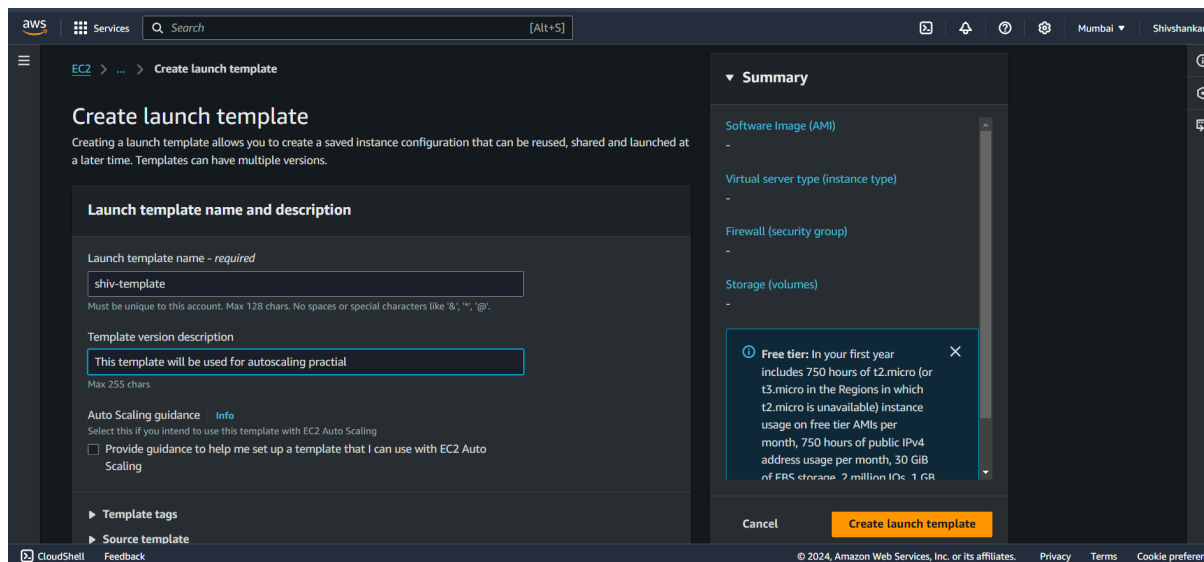 aws
Services
Search
[Alt+S]
Mumbai ▼
Shivshankar
EC2 > ... > Create launch template
Create launch template
Creating a launch template allows you to create a saved instance configuration that can be reused, shared and launched at
a later time. Templates can have multiple versions.
Launch template name and description
Launch template name - required
shiv-template
Must be unique to this account. Max 128 chars. No spaces or special characters like '&', '*', '@'.
Template version description
This template will be used for autoscaling practial
Max 255 chars
Auto Scaling guidance | Info
Select this if you intend to use this template with EC2 Auto Scaling
Provide guidance to help me set up a template that I can use with EC2 Auto
Scaling
▶ Template tags
▶ Source template
▼ Summary
Software Image (AMI)
-
Virtual server type (instance type)
-
Firewall (security group)
-
Storage (volumes)
-
Free tier: In your first year
includes 750 hours of t2.micro (or
t3.micro in the Regions in which
t2.micro is unavailable) instance
usage on free tier AMIs per
month, 750 hours of public IPv4
address usage per month, 30 GiB
of EBS storage, 2 million IOs, 1 GB
Cancel
Create launch template
CloudShell
Feedback
© 2024, Amazon Web Services, Inc. or its affiliates.
Privacy
Terms
Cookie preferen